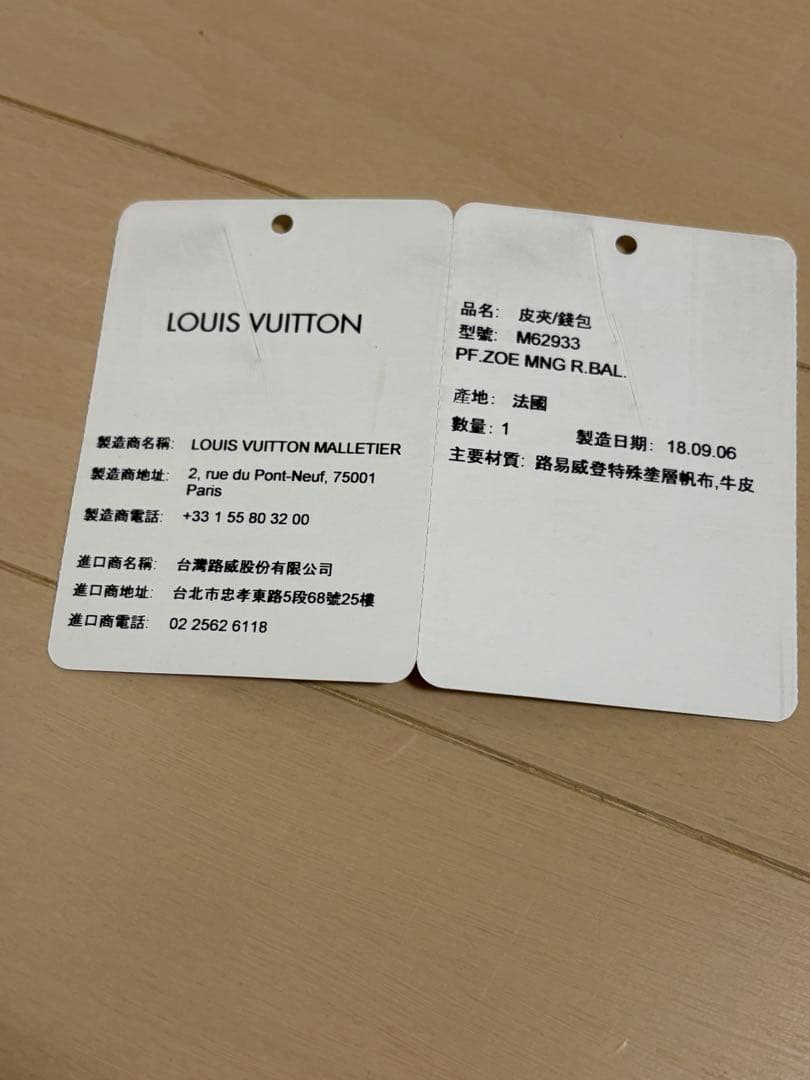 LOUIS VUITTON
製造商名稱: LOUIS VUITTON MALLETIER
製造商地址: 2, rue du Pont-Neuf, 75001
Paris
製造商電話: +33 1 55 80 32 00
進口商名稱: 台灣路威股份有限公司
進口商地址: 台北市忠孝東路5段68號25樓
進口商電話: 02 2562 6118
品名: 皮夾/錢包
型號: M62933
PF.ZOE MNG R.BAL.
產地: 法國
數量: 1 製造日期: 18.09.06
主要材質: 路易威登特殊塗層帆布,牛皮